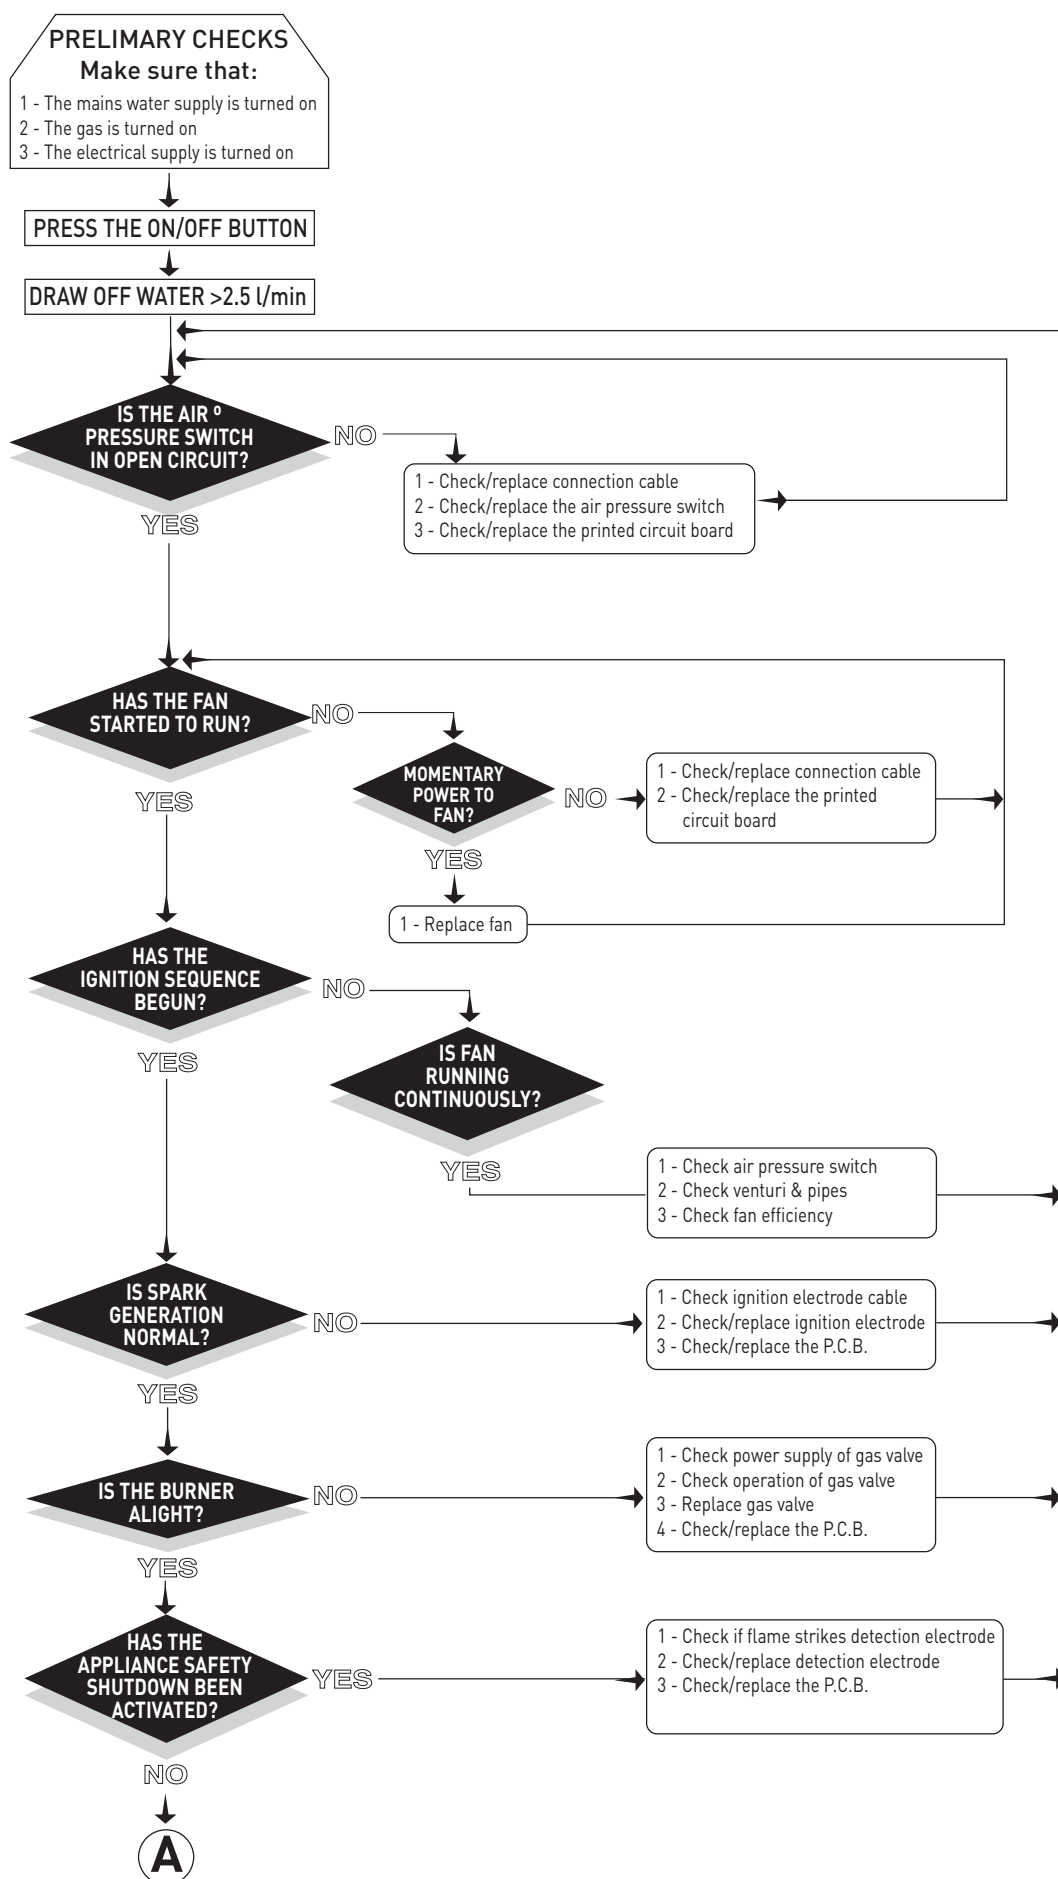 PRELIMARY CHECKS
Make sure that:
1 - The mains water supply is turned on
2 - The gas is turned on
3 - The electrical supply is turned on
PRESS THE ON/OFF BUTTON
DRAW OFF WATER >2.5 l/min
IS THE AIR º
PRESSURE SWITCH
IN OPEN CIRCUIT?
NO
1 - Check/replace connection cable
2 - Check/replace the air pressure switch
3 - Check/replace the printed circuit board
YES
HAS THE FAN
STARTED TO RUN?
NO
MOMENTARY
POWER TO
FAN?
NO
1 - Check/replace connection cable
2 - Check/replace the printed
circuit board
YES
YES
1 - Replace fan
HAS THE
IGNITION SEQUENCE
BEGUN?
NO
IS FAN
RUNNING
CONTINUOUSLY?
YES
YES
1 - Check air pressure switch
2 - Check venturi & pipes
3 - Check fan efficiency
IS SPARK
GENERATION
NORMAL?
NO
1 - Check ignition electrode cable
2 - Check/replace ignition electrode
3 - Check/replace the P.C.B.
YES
IS THE BURNER
ALIGHT?
NO
1 - Check power supply of gas valve
2 - Check operation of gas valve
3 - Replace gas valve
4 - Check/replace the P.C.B.
YES
HAS THE
APPLIANCE SAFETY
SHUTDOWN BEEN
ACTIVATED?
YES
1 - Check if flame strikes detection electrode
2 - Check/replace detection electrode
3 - Check/replace the P.C.B.
NO
A